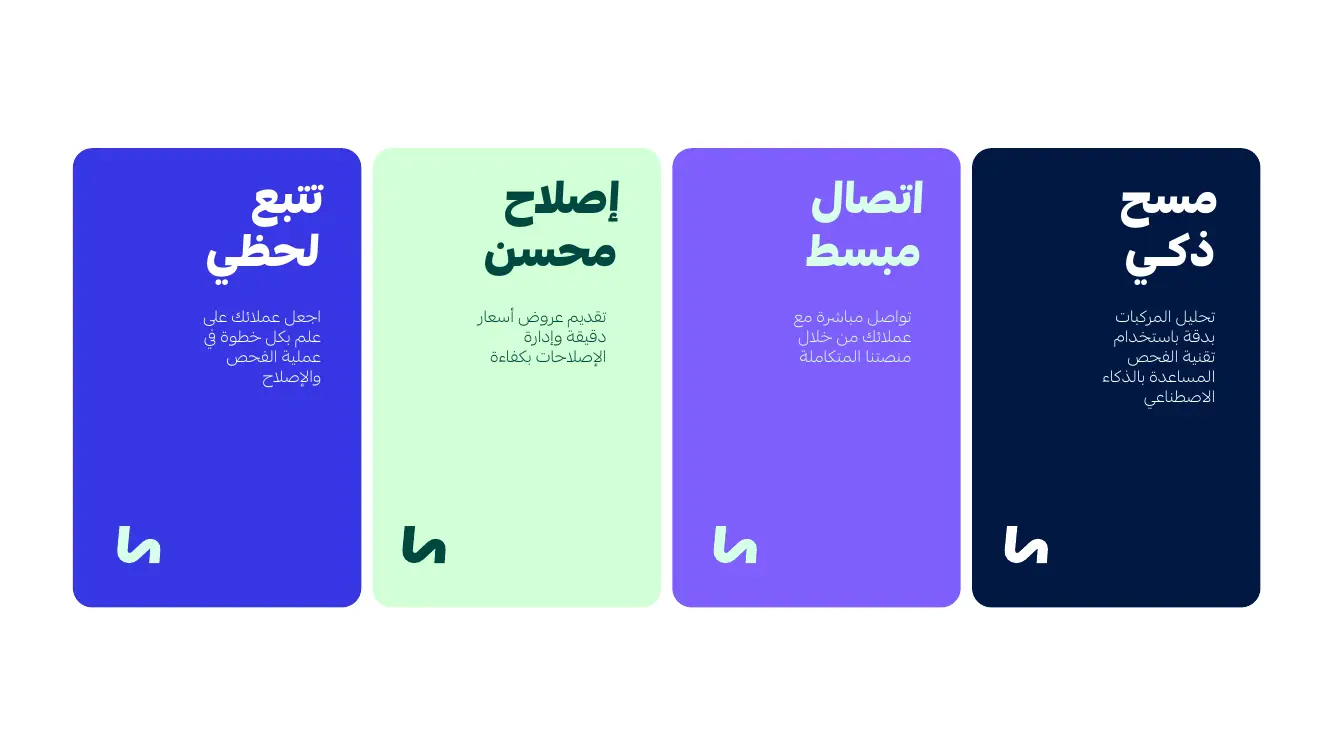 مسح
ذكي
تحليل المركبات
بدقة باستخدام
تقنية الفحص
المساعدة بالذكاء
الاصطناعي
اتصال
مبسط
تواصل مباشرة مع
عملائك من خلال
منصتنا المتكاملة
إصلاح
محسن
تقديم عروض أسعار
دقيقة وإدارة
الإصلاحات بكفاءة
تتبع
لحظي
اجعل عملائك على
علم بكل خطوة في
عملية الفحص
والإصلاح